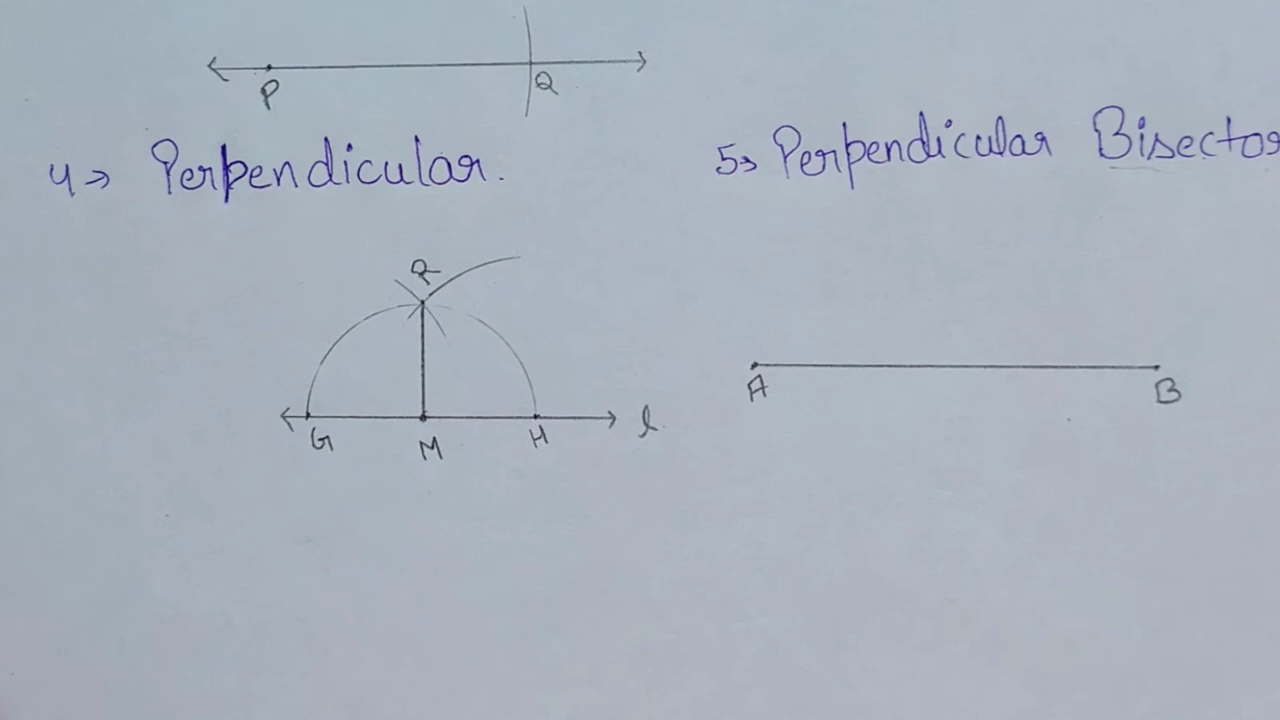 P Q
4⇒ Perpendicular.
5⇒ Perpendicular Bisector
R
G M H l
A B